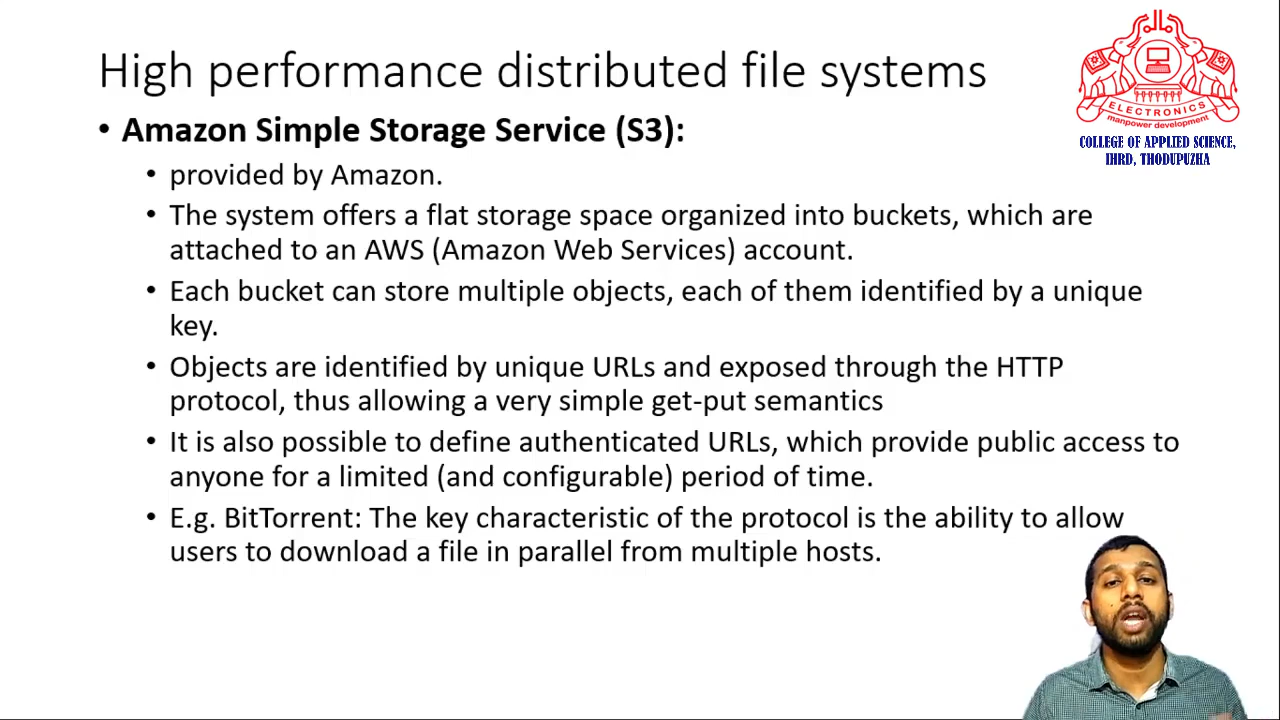 High performance distributed file systems
• Amazon Simple Storage Service (S3):
• provided by Amazon.
• The system offers a flat storage space organized into buckets, which are
attached to an AWS (Amazon Web Services) account.
• Each bucket can store multiple objects, each of them identified by a unique
key.
• Objects are identified by unique URLs and exposed through the HTTP
protocol, thus allowing a very simple get-put semantics
• It is also possible to define authenticated URLs, which provide public access to
anyone for a limited (and configurable) period of time.
• E.g. BitTorrent: The key characteristic of the protocol is the ability to allow
users to download a file in parallel from multiple hosts.
ELECTRONICS
manpower development
COLLEGE OF APPLIED SCIENCE,
IHRD, THODUPUZHA